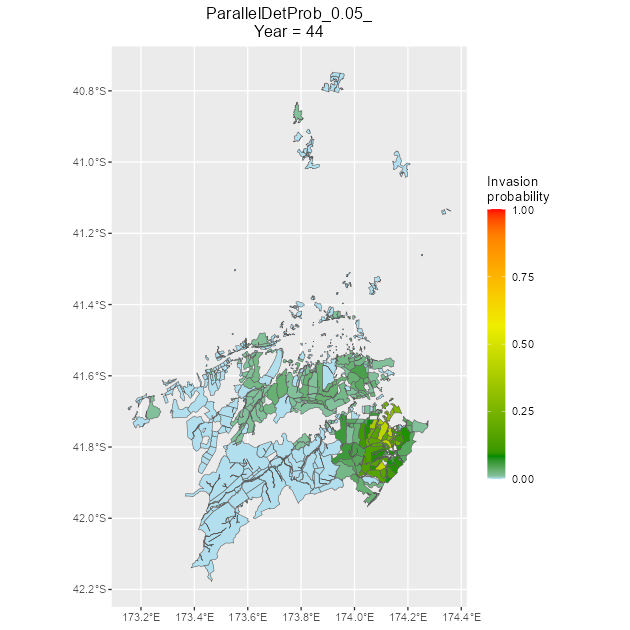 ParallelDetProb_0.05_
Year = 44
40.8°S
41.0°S
41.2°S
41.4°S
41.6°S
41.8°S
42.0°S
42.2°S
173.2°E 173.4°E 173.6°E 173.8°E 174.0°E 174.2°E 174.4°E
Invasion
probability
1.00
0.75
0.50
0.25
0.00